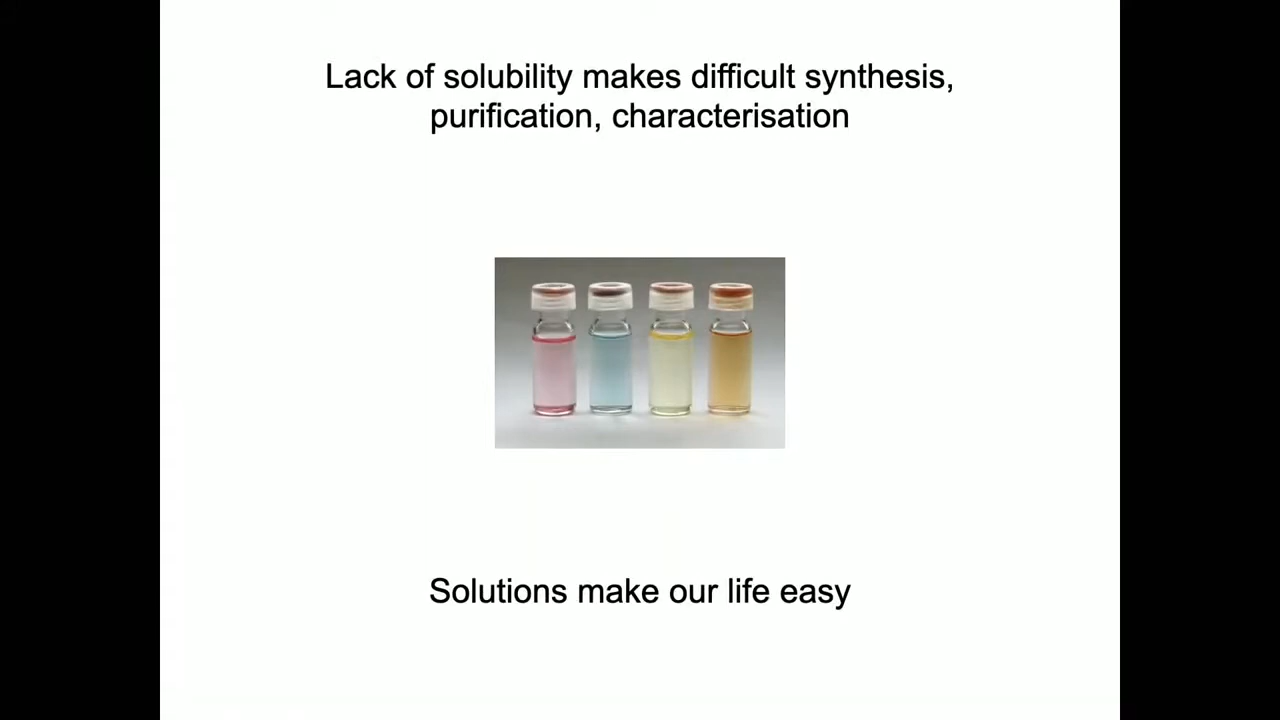 Lack of solubility makes difficult synthesis,
purification, characterisation
Solutions make our life easy